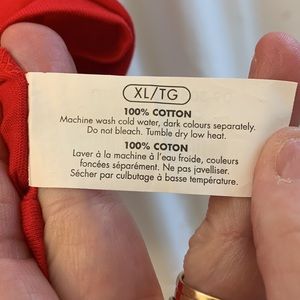 XL/TG
100% COTTON
Machine wash cold water, dark colours separately.
Do not bleach. Tumble dry low heat.
100% COTON
Laver à la machine à l'eau froide, couleurs
foncées séparément. Ne pas javelliser.
Sécher par culbutage à basse température.